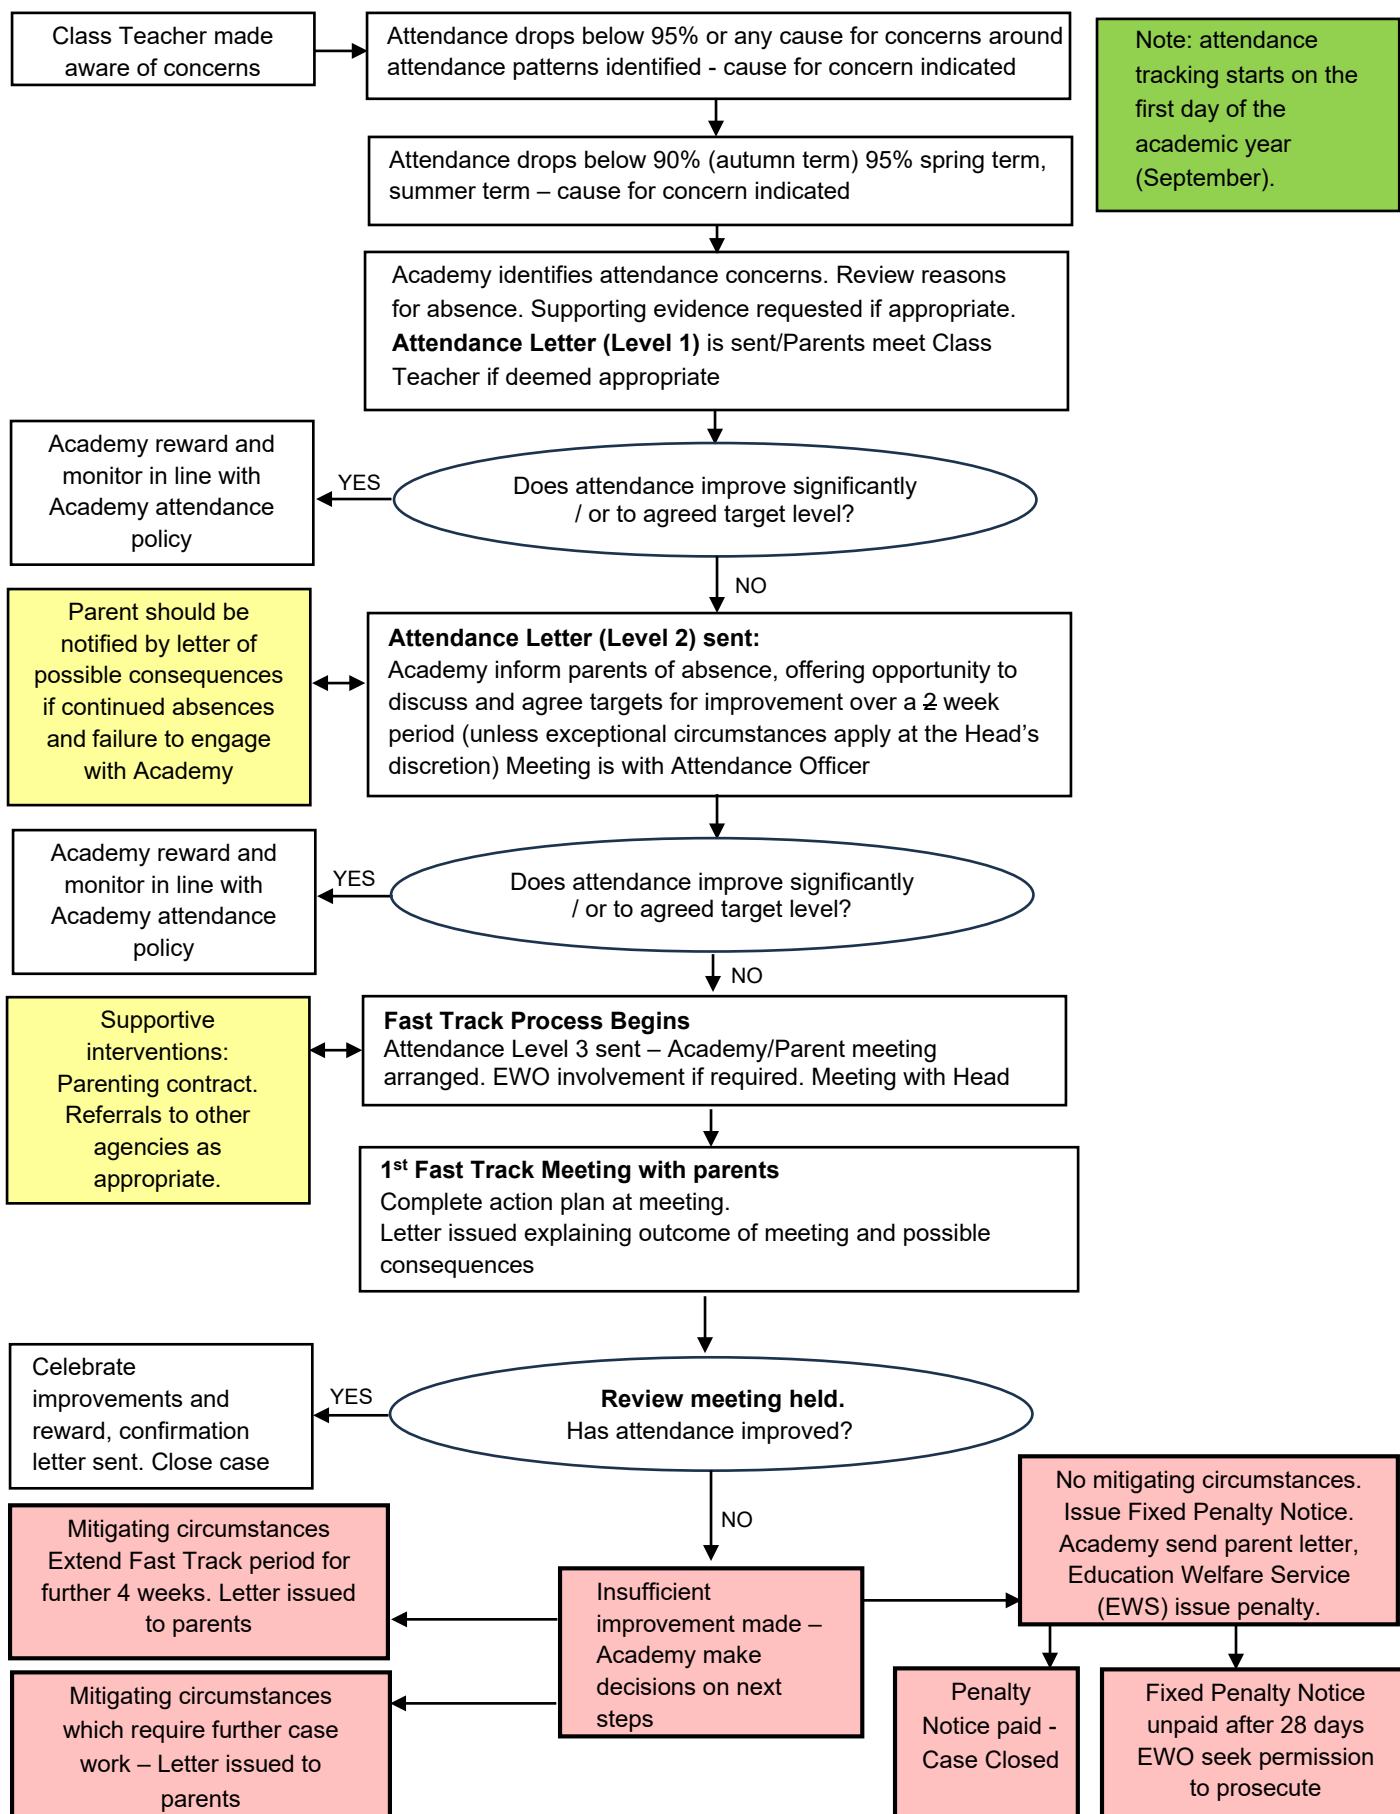 Class Teacher made
aware of concerns
Attendance drops below 95% or any cause for concerns around
attendance patterns identified - cause for concern indicated
Note: attendance
tracking starts on the
first day of the
academic year
(September).
Attendance drops below 90% (autumn term) 95% spring term,
summer term – cause for concern indicated
Academy identifies attendance concerns. Review reasons
for absence. Supporting evidence requested if appropriate.
Attendance Letter (Level 1) is sent/Parents meet Class
Teacher if deemed appropriate
Academy reward and
monitor in line with
Academy attendance
policy
YES
Does attendance improve significantly
/ or to agreed target level?
NO
Parent should be
notified by letter of
possible consequences
if continued absences
and failure to engage
with Academy
Attendance Letter (Level 2) sent:
Academy inform parents of absence, offering opportunity to
discuss and agree targets for improvement over a 2 week
period (unless exceptional circumstances apply at the Head’s
discretion) Meeting is with Attendance Officer
Academy reward and
monitor in line with
Academy attendance
policy
YES
Does attendance improve significantly
/ or to agreed target level?
NO
Supportive
interventions:
Parenting contract.
Referrals to other
agencies as
appropriate.
Fast Track Process Begins
Attendance Level 3 sent – Academy/Parent meeting
arranged. EWO involvement if required. Meeting with Head
1st Fast Track Meeting with parents
Complete action plan at meeting.
Letter issued explaining outcome of meeting and possible
consequences
Celebrate
improvements and
reward, confirmation
letter sent. Close case
YES
Review meeting held.
Has attendance improved?
NO
Mitigating circumstances
Extend Fast Track period for
further 4 weeks. Letter issued
to parents
Mitigating circumstances
which require further case
work – Letter issued to
parents
Insufficient
improvement made –
Academy make
decisions on next
steps
No mitigating circumstances.
Issue Fixed Penalty Notice.
Academy send parent letter,
Education Welfare Service
(EWS) issue penalty.
Penalty
Notice paid -
Case Closed
Fixed Penalty Notice
unpaid after 28 days
EWO seek permission
to prosecute